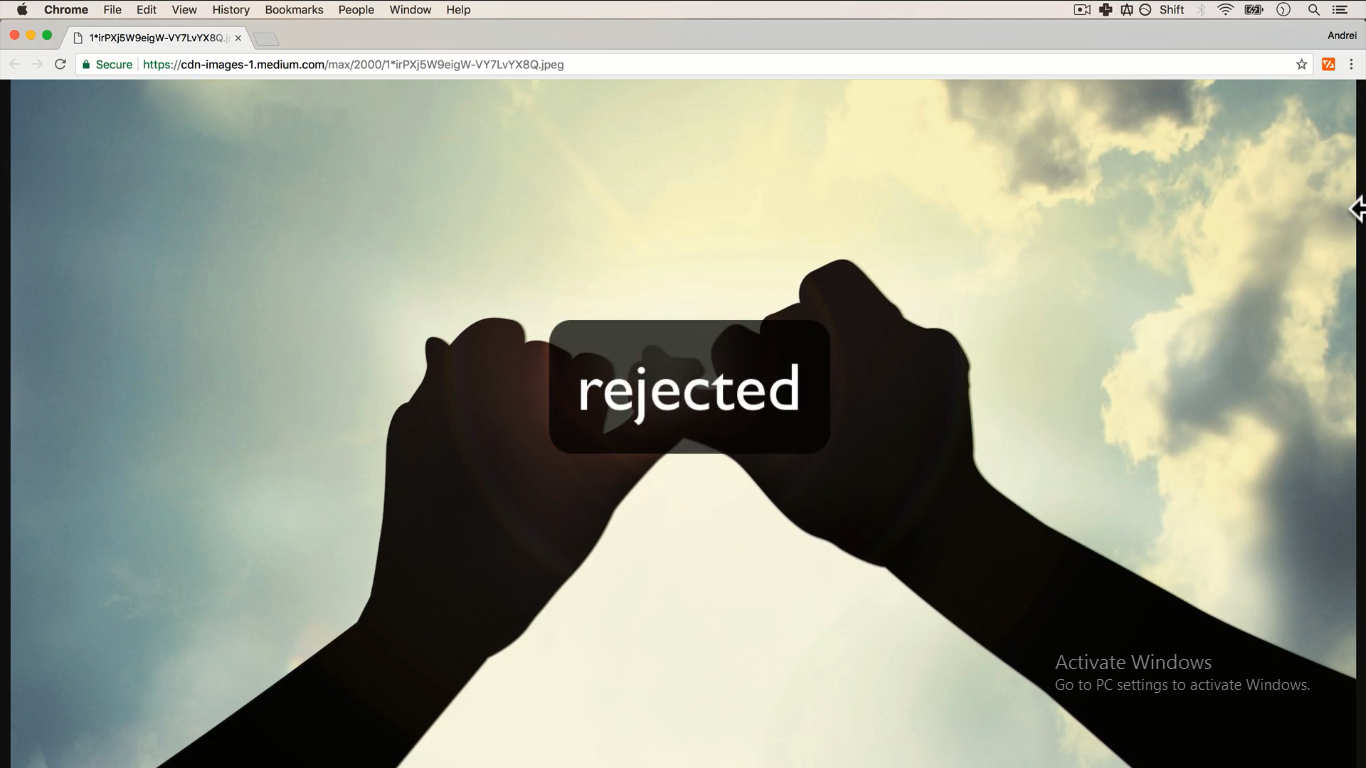 Chrome File Edit View History Bookmarks People Window Help Shift
1*irPXj5W9eigW-VY7LvYX8Q.j Andrei
Secure https://cdn-images-1.medium.com/max/2000/1*irPXj5W9eigW-VY7LvYX8Q.jpeg
rejected
Activate Windows
Go to PC settings to activate Windows.